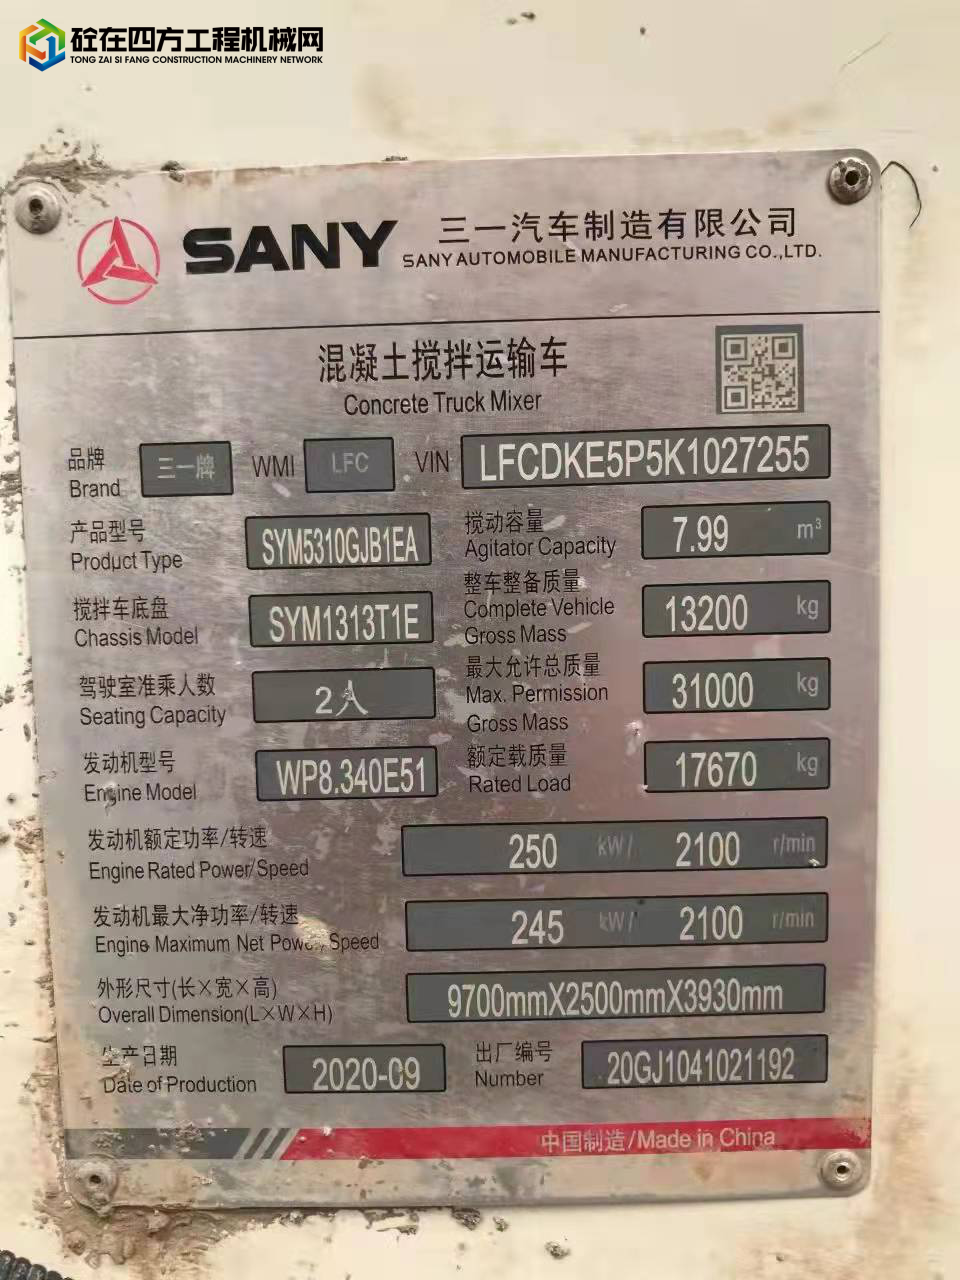 砼在四方工程机械网
TONG ZAI SI FANG CONSTRUCTION MACHINERY NETWORK
SANY 三一汽车制造有限公司
SANY AUTOMOBILE MANUFACTURING CO.,LTD.
混凝土搅拌运输车
Concrete Truck Mixer
品牌 三一牌 WMI LFC VIN LFCDKE5P5K1027255
Brand
产品型号 SYM5310GJB1EA
Product Type
搅动容量 7.99 m³
Agitator Capacity
搅拌车底盘 SYM1313T1E
Chassis Model
整车整备质量 13200 kg
Complete Vehicle
Gross Mass
驾驶室准乘人数 2人
Seating Capacity
最大允许总质量 31000 kg
Max. Permission
Gross Mass
发动机型号 WP8.340E51
Engine Model
额定载质量 17670 kg
Rated Load
发动机额定功率/转速 250 kW/ 2100 r/min
Engine Rated Power/Speed
发动机最大净功率/转速 245 kW/ 2100 r/min
Engine Maximum Net Power/Speed
外形尺寸(长×宽×高) 9700mmX2500mmX3930mm
Overall Dimension(L×W×H)
生产日期 2020-09
Date of Production
出厂编号 20GJ1041021192
Number
中国制造/Made in China